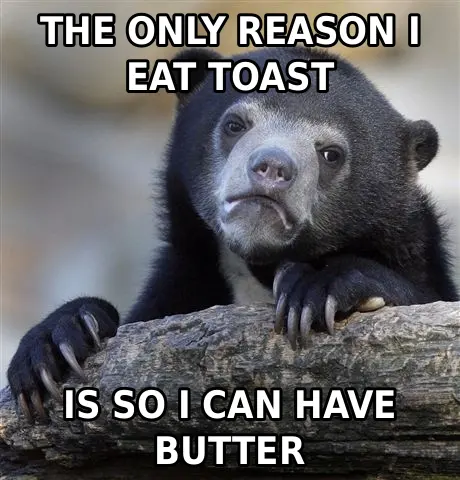 THE ONLY REASON I
EAT TOAST
IS SO I CAN HAVE
BUTTER